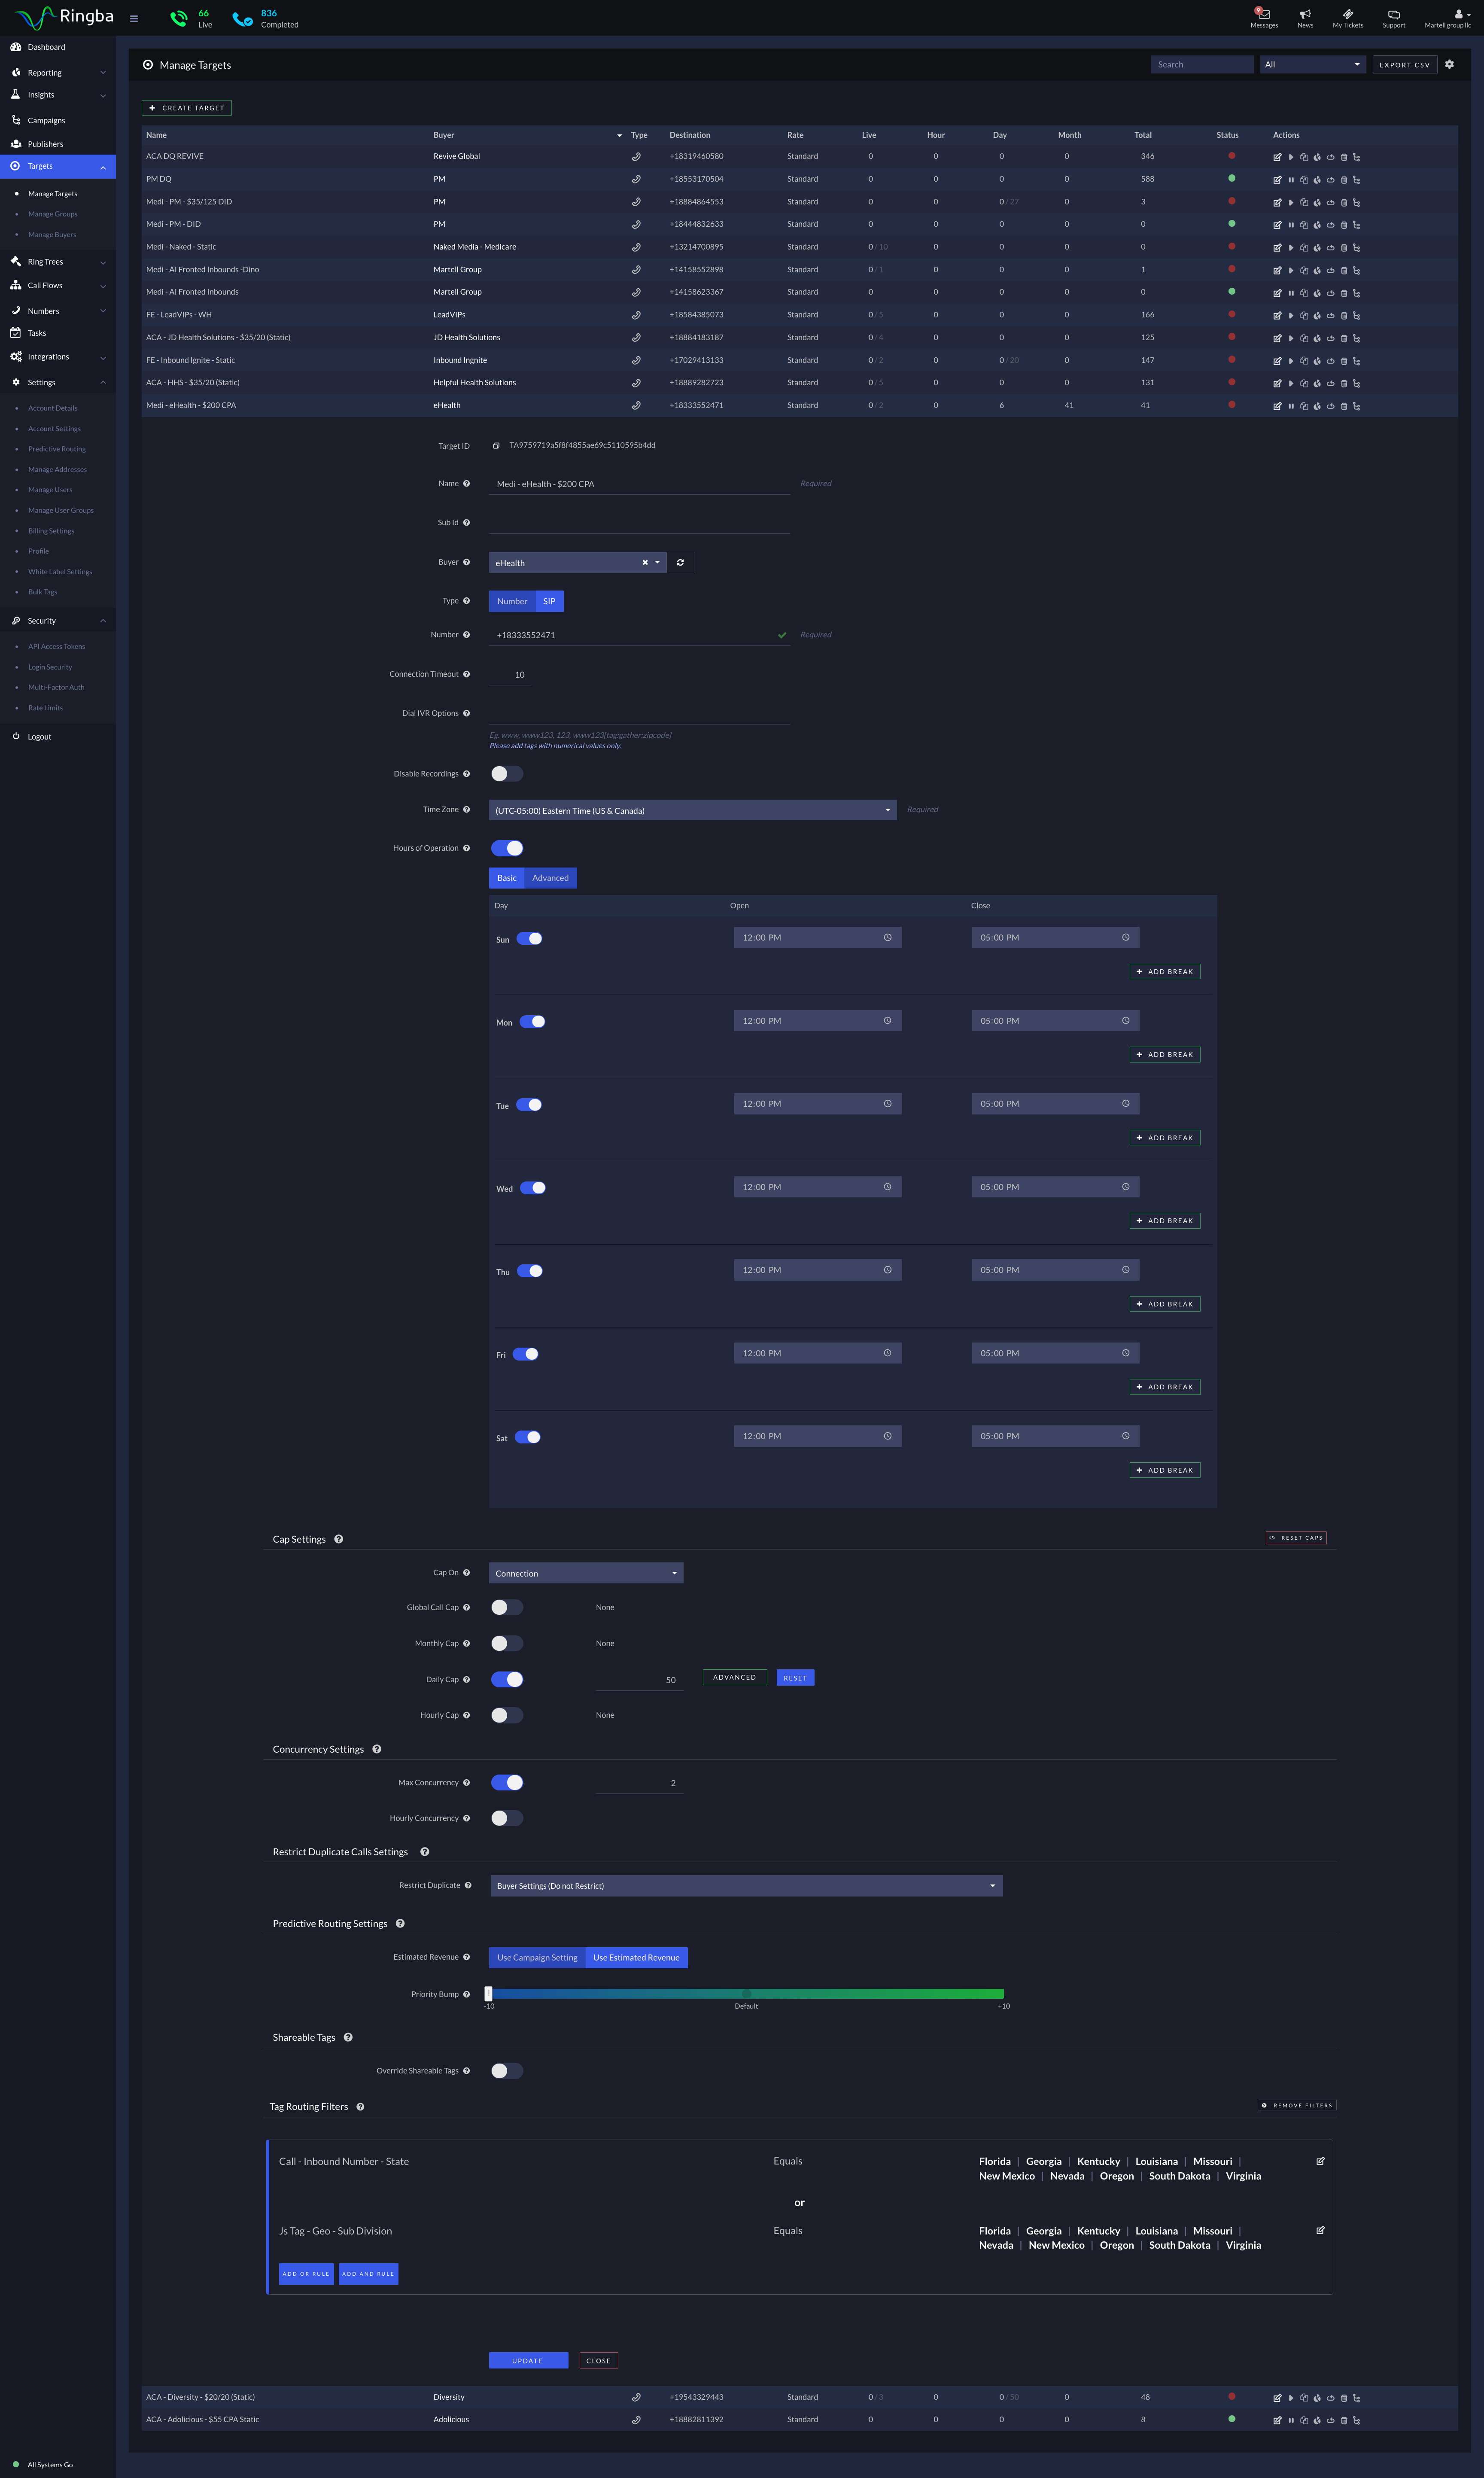 Ringba
66
Live
836
Completed
9
Messages
News
My Tickets
Support
Martell group llc
Dashboard
Reporting
Insights
Campaigns
Publishers
Targets
Manage Targets
Manage Groups
Manage Buyers
Ring Trees
Call Flows
Numbers
Tasks
Integrations
Settings
Account Details
Account Settings
Predictive Routing
Manage Addresses
Manage Users
Manage User Groups
Billing Settings
Profile
White Label Settings
Bulk Tags
Security
API Access Tokens
Login Security
Multi-Factor Auth
Rate Limits
Logout
All Systems Go
Manage Targets
Search
All
EXPORT CSV
CREATE TARGET
Name Buyer Type Destination Rate Live Hour Day Month Total Status Actions
ACA DQ REVIVE Revive Global +18319460580 Standard 0 0 0 0 346
PM DQ PM +18553170504 Standard 0 0 0 0 588
Medi - PM - $35/125 DID PM +18884864553 Standard 0 0 0 / 27 0 3
Medi - PM - DID PM +18444832633 Standard 0 0 0 0 0
Medi - Naked - Static Naked Media - Medicare +13214700895 Standard 0 / 10 0 0 0 0
Medi - AI Fronted Inbounds -Dino Martell Group +14158552898 Standard 0 / 1 0 0 0 1
Medi - AI Fronted Inbounds Martell Group +14158623367 Standard 0 0 0 0 0
FE - LeadVIPs - WH LeadVIPs +18584385073 Standard 0 / 5 0 0 0 166
ACA - JD Health Solutions - $35/20 (Static) JD Health Solutions +18884183187 Standard 0 / 4 0 0 0 125
FE - Inbound Ignite - Static Inbound Ingnite +17029413133 Standard 0 / 2 0 0 / 20 0 147
ACA - HHS - $35/20 (Static) Helpful Health Solutions +18889282723 Standard 0 / 5 0 0 0 131
Medi - eHealth - $200 CPA eHealth +18333552471 Standard 0 / 2 0 6 41 41
Target ID TA9759719a5f8f4855ae69c5110595b4dd
Name Medi - eHealth - $200 CPA Required
Sub Id
Buyer eHealth
Type Number SIP
Number +18333552471 Required
Connection Timeout 10
Dial IVR Options
Eg. www, www123, 123, www123[tag:gather:zipcode]
Please add tags with numerical values only.
Disable Recordings
Time Zone (UTC-05:00) Eastern Time (US & Canada) Required
Hours of Operation
Basic Advanced
Day Open Close
Sun 12:00 PM 05:00 PM
ADD BREAK
Mon 12:00 PM 05:00 PM
ADD BREAK
Tue 12:00 PM 05:00 PM
ADD BREAK
Wed 12:00 PM 05:00 PM
ADD BREAK
Thu 12:00 PM 05:00 PM
ADD BREAK
Fri 12:00 PM 05:00 PM
ADD BREAK
Sat 12:00 PM 05:00 PM
ADD BREAK
Cap Settings RESET CAPS
Cap On Connection
Global Call Cap None
Monthly Cap None
Daily Cap 50 ADVANCED RESET
Hourly Cap None
Concurrency Settings
Max Concurrency 2
Hourly Concurrency
Restrict Duplicate Calls Settings
Restrict Duplicate Buyer Settings (Do not Restrict)
Predictive Routing Settings
Estimated Revenue Use Campaign Setting Use Estimated Revenue
Priority Bump
-10 Default +10
Shareable Tags
Override Shareable Tags
Tag Routing Filters REMOVE FILTERS
Call - Inbound Number - State Equals Florida | Georgia | Kentucky | Louisiana | Missouri |
New Mexico | Nevada | Oregon | South Dakota | Virginia
or
Js Tag - Geo - Sub Division Equals Florida | Georgia | Kentucky | Louisiana | Missouri |
Nevada | New Mexico | Oregon | South Dakota | Virginia
ADD OR RULE ADD AND RULE
UPDATE CLOSE
ACA - Diversity - $20/20 (Static) Diversity +19543329443 Standard 0 / 3 0 0 / 50 0 48
ACA - Adolicious - $55 CPA Static Adolicious +18882811392 Standard 0 0 0 0 8